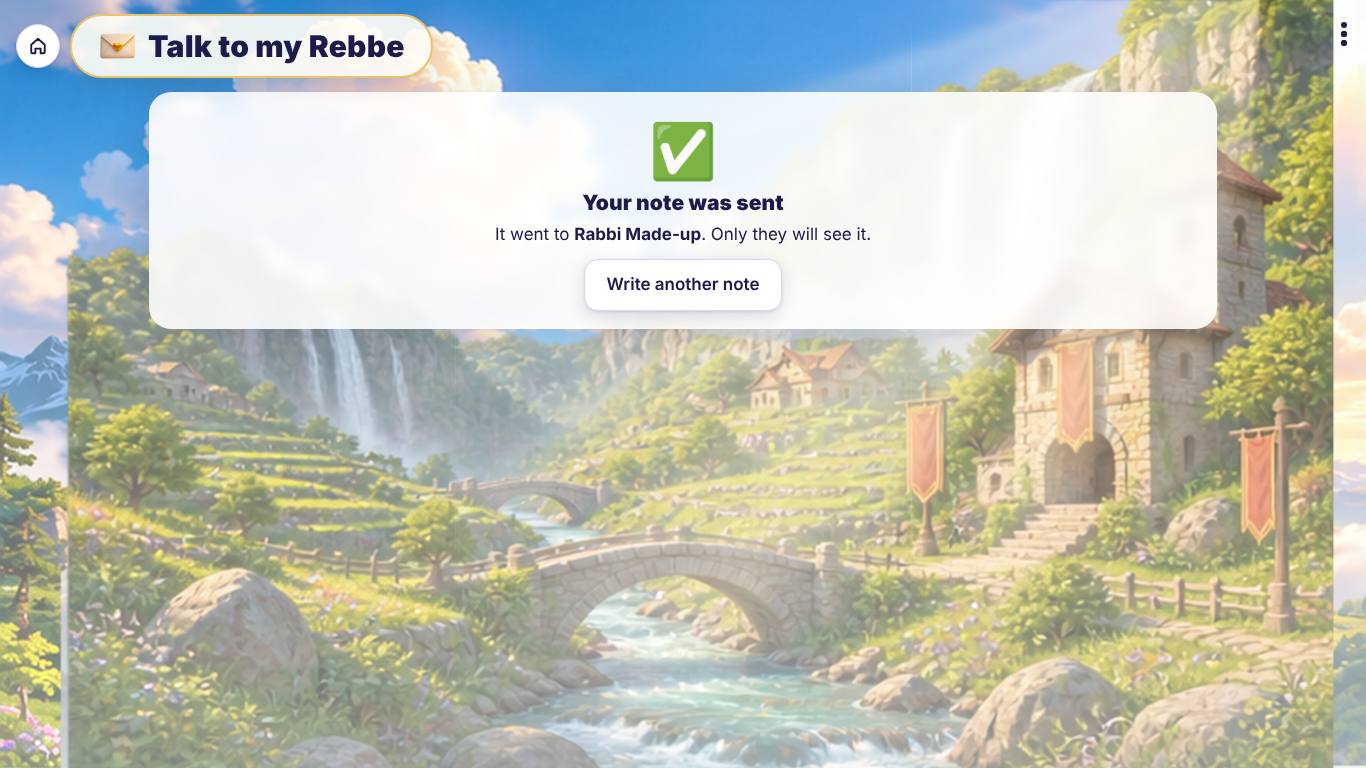 Talk to my Rebbe
Your note was sent
It went to Rabbi Made-up. Only they will see it.
Write another note